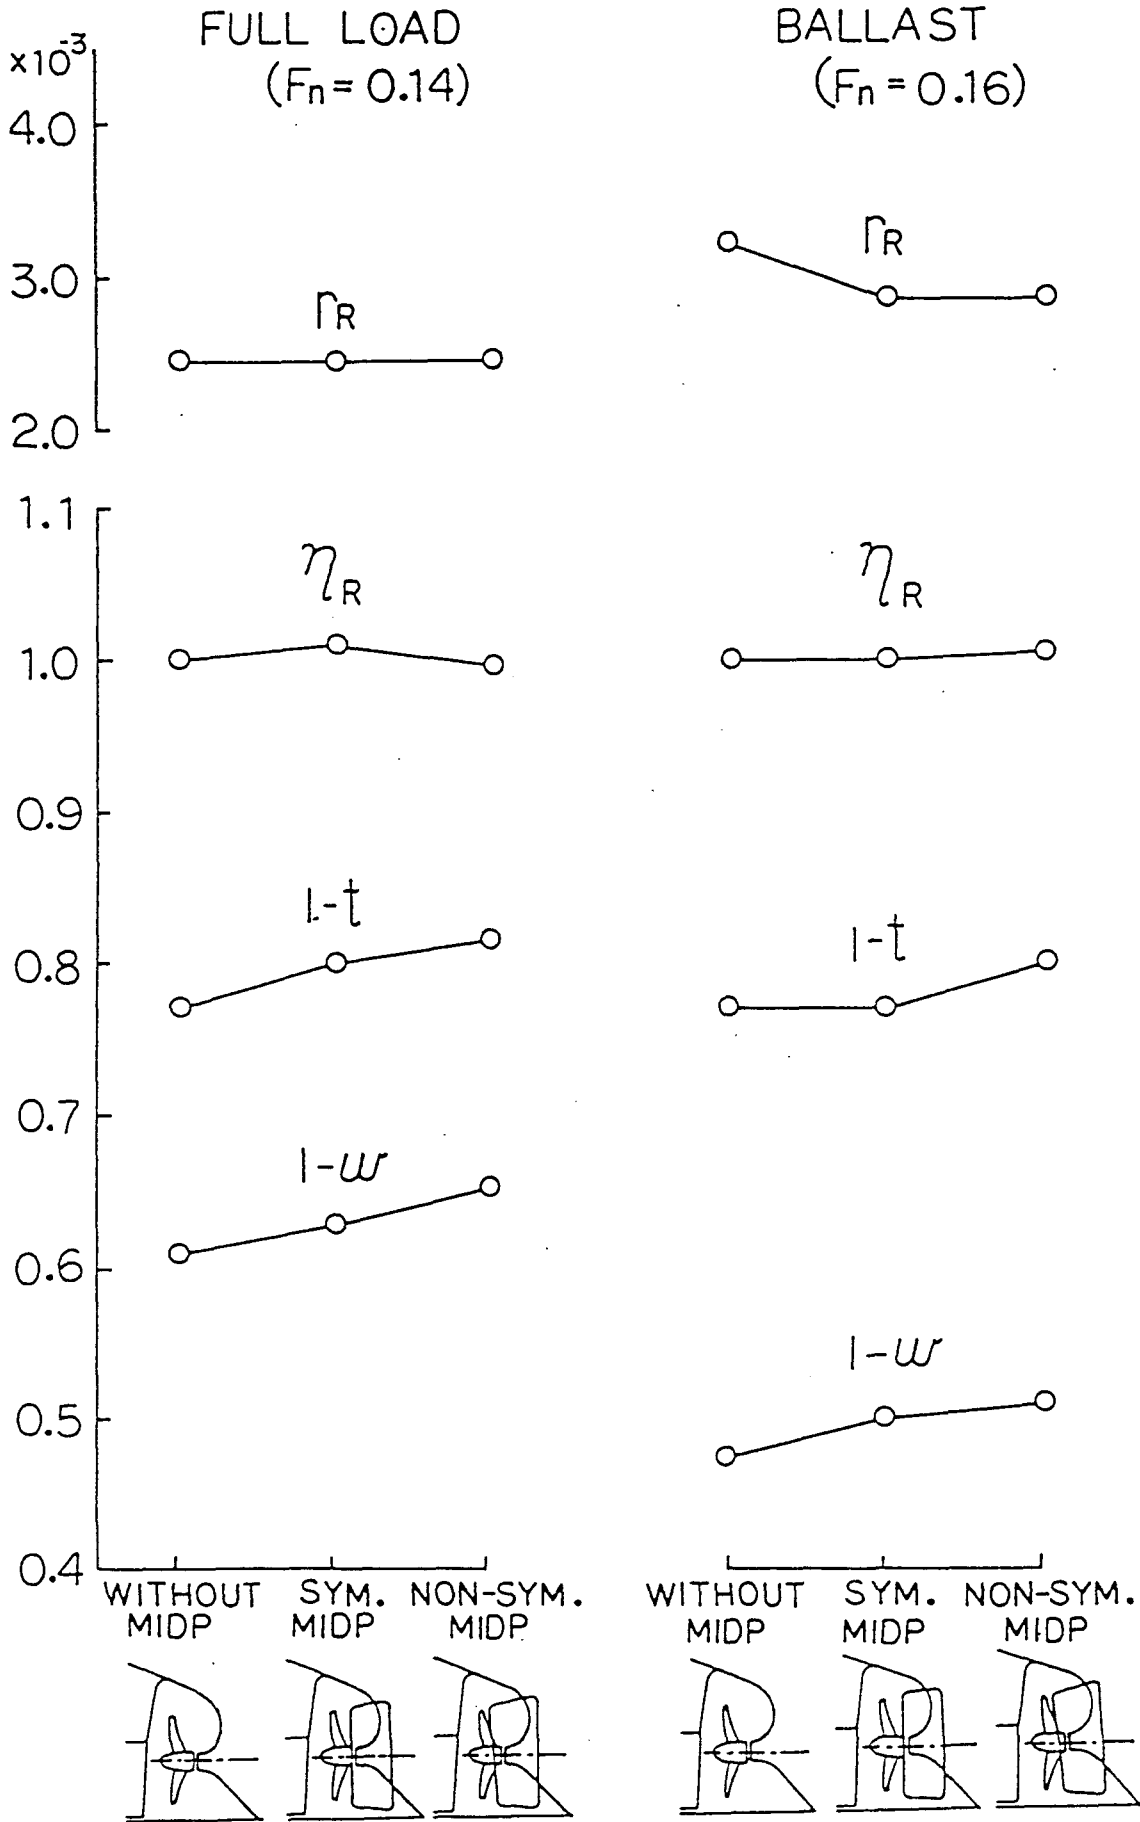 FULL LOAD
(Fn = 0.14)
BALLAST
(Fn = 0.16)
×10⁻³
4.0
3.0
2.0
rR
rR
1.1
1.0
0.9
0.8
0.7
0.6
0.5
0.4
ηR
ηR
1-t
1-t
1-w
1-w
WITHOUT MIDP
SYM. MIDP
NON-SYM. MIDP
WITHOUT MIDP
SYM. MIDP
NON-SYM. MIDP